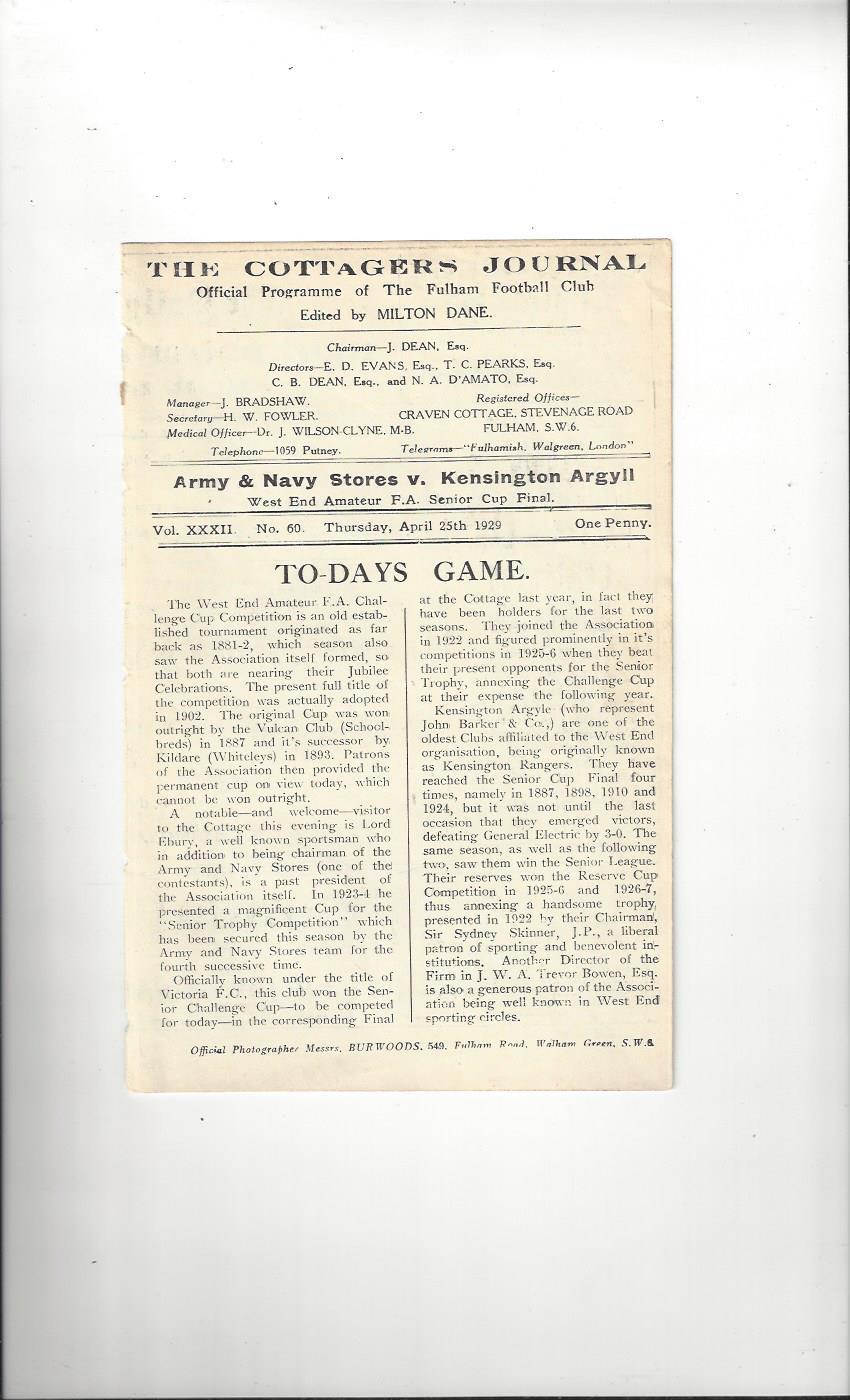 THE COTTAGERS JOURNAL
Official Programme of The Fulham Football Club
Edited by MILTON DANE.
Chairman—J. DEAN, Esq.
Directors—E. D. EVANS, Esq., T. C. PEARKS, Esq.
C. B. DEAN, Esq., and N. A. D'AMATO, Esq.
Manager—J. BRADSHAW.
Secretary—H. W. FOWLER.
Medical Officer—Dr. J. WILSON-CLYNE, M-B.
Registered Offices—
CRAVEN COTTAGE, STEVENAGE ROAD
FULHAM, S.W.6.
Telephone—1059 Putney.
Telegrams—"Fulhamish, Walgreen, London"
Army & Navy Stores v. Kensington Argyll
West End Amateur F.A. Senior Cup Final.
Vol. XXXII. No. 60. Thursday, April 25th 1929 One Penny.
TO-DAYS GAME.
The West End Amateur F.A. Chal-
lenge Cup Competition is an old estab-
lished tournament originated as far
back as 1881-2, which season also
saw the Association itself formed, so
that both are nearing their Jubilee
Celebrations. The present full title of
the competition was actually adopted
in 1902. The original Cup was won
outright by the Vulcan Club (School-
breds) in 1887 and it's successor by
Kildare (Whiteleys) in 1893. Patrons
of the Association then provided the
permanent cup on view today, which
cannot be won outright.
A notable—and welcome—visitor
to the Cottage this evening is Lord
Ebury, a well known sportsman who
in addition to being chairman of the
Army and Navy Stores (one of the
contestants), is a past president of
the Association itself. In 1923-4 he
presented a magnificent Cup for the
"Senior Trophy Competition" which
has been secured this season by the
Army and Navy Stores team for the
fourth successive time.
Officially known under the title of
Victoria F.C., this club won the Sen-
ior Challenge Cup—to be competed
for today—in the corresponding Final
at the Cottage last year, in fact they
have been holders for the last two
seasons. They joined the Association
in 1922 and figured prominently in it's
competitions in 1925-6 when they beat
their present opponents for the Senior
Trophy, annexing the Challenge Cup
at their expense the following year.
Kensington Argyle (who represent
John Barker & Co.,) are one of the
oldest Clubs affiliated to the West End
organisation, being originally known
as Kensington Rangers. They have
reached the Senior Cup Final four
times, namely in 1887, 1898, 1910 and
1924, but it was not until the last
occasion that they emerged victors,
defeating General Electric by 3-0. The
same season, as well as the following
two, saw them win the Senior League.
Their reserves won the Reserve Cup
Competition in 1925-6 and 1926-7,
thus annexing a handsome trophy,
presented in 1922 by their Chairman,
Sir Sydney Skinner, J.P., a liberal
patron of sporting and benevolent in-
stitutions. Another Director of the
Firm in J. W. A. Trevor Bowen, Esq.
is also a generous patron of the Associ-
ation being well known in West End
sporting circles.
Official Photographer Messrs. BURWOODS. 549, Fulham Road, Walham Green, S.W.6.